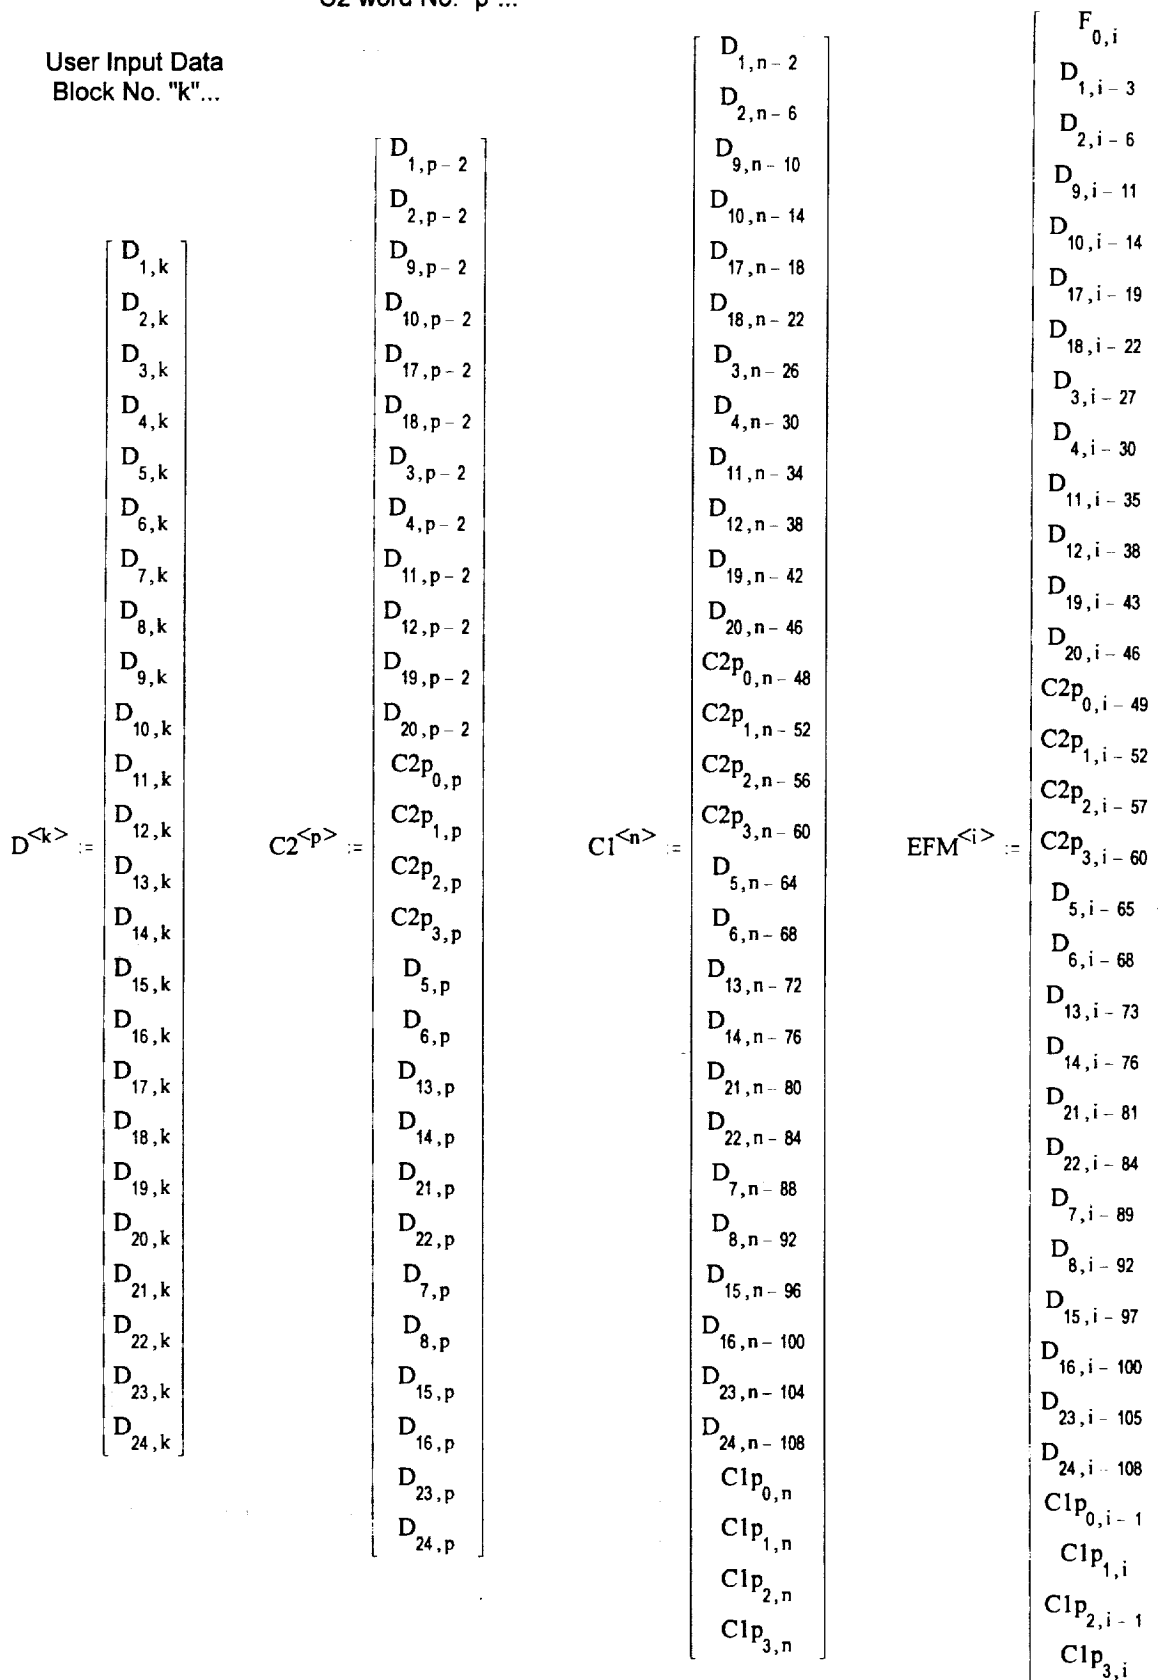 C2 word No. "p"...
User Input Data
Block No. "k"...
D<k> :=
D1,k
D2,k
D3,k
D4,k
D5,k
D6,k
D7,k
D8,k
D9,k
D10,k
D11,k
D12,k
D13,k
D14,k
D15,k
D16,k
D17,k
D18,k
D19,k
D20,k
D21,k
D22,k
D23,k
D24,k
C2<p> :=
D1,p-2
D2,p-2
D9,p-2
D10,p-2
D17,p-2
D18,p-2
D3,p-2
D4,p-2
D11,p-2
D12,p-2
D19,p-2
D20,p-2
C2p0,p
C2p1,p
C2p2,p
C2p3,p
D5,p
D6,p
D13,p
D14,p
D21,p
D22,p
D7,p
D8,p
D15,p
D16,p
D23,p
D24,p
C1<n> :=
D1,n-2
D2,n-6
D9,n-10
D10,n-14
D17,n-18
D18,n-22
D3,n-26
D4,n-30
D11,n-34
D12,n-38
D19,n-42
D20,n-46
C2p0,n-48
C2p1,n-52
C2p2,n-56
C2p3,n-60
D5,n-64
D6,n-68
D13,n-72
D14,n-76
D21,n-80
D22,n-84
D7,n-88
D8,n-92
D15,n-96
D16,n-100
D23,n-104
D24,n-108
C1p0,n
C1p1,n
C1p2,n
C1p3,n
EFM<i> :=
F0,i
D1,i-3
D2,i-6
D9,i-11
D10,i-14
D17,i-19
D18,i-22
D3,i-27
D4,i-30
D11,i-35
D12,i-38
D19,i-43
D20,i-46
C2p0,i-49
C2p1,i-52
C2p2,i-57
C2p3,i-60
D5,i-65
D6,i-68
D13,i-73
D14,i-76
D21,i-81
D22,i-84
D7,i-89
D8,i-92
D15,i-97
D16,i-100
D23,i-105
D24,i-108
C1p0,i-1
C1p1,i
C1p2,i-1
C1p3,i